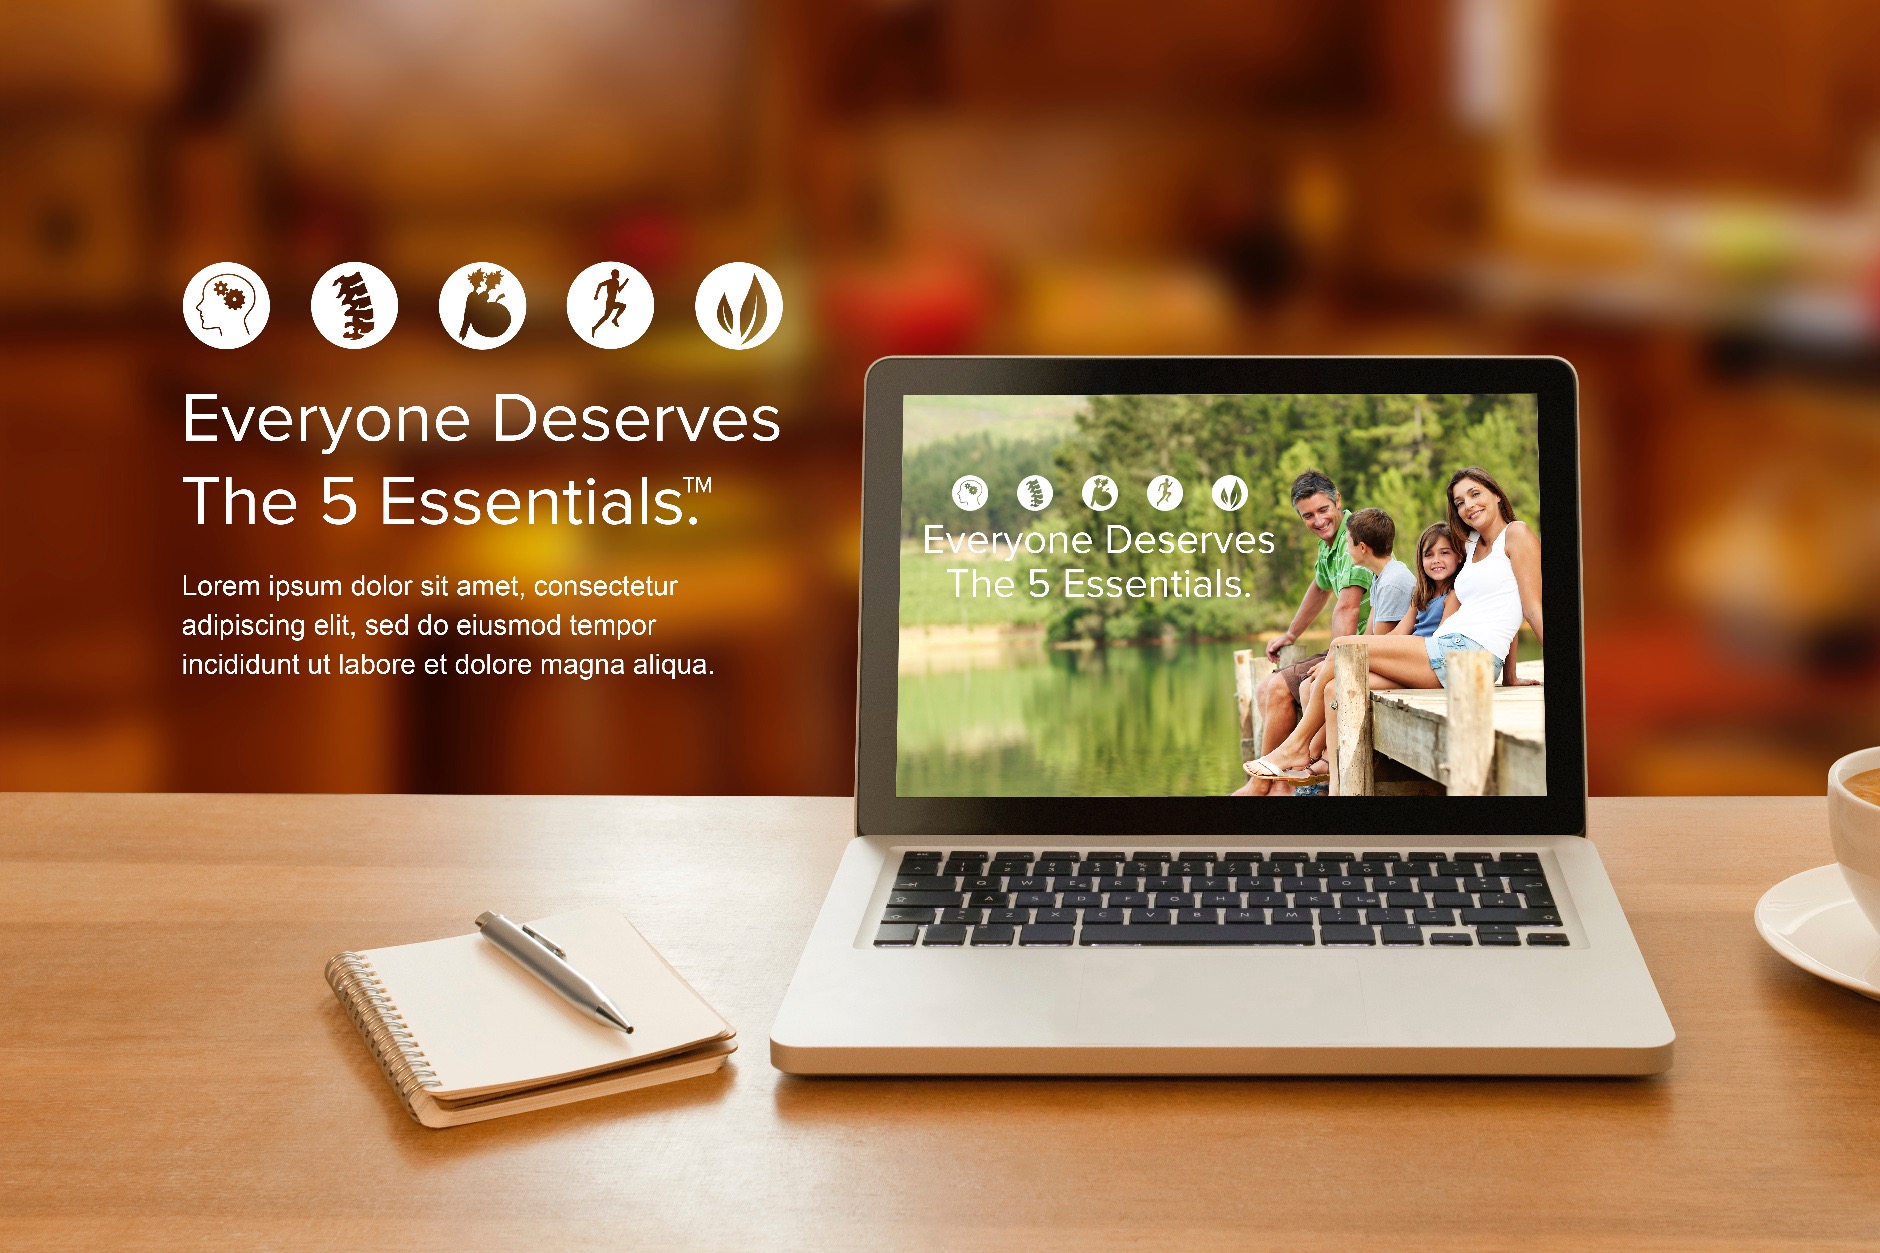 Everyone Deserves
The 5 Essentials.™
Lorem ipsum dolor sit amet, consectetur
adipiscing elit, sed do eiusmod tempor
incididunt ut labore et dolore magna aliqua.
Everyone Deserves
The 5 Essentials.
Q W E R T Y U I O P
A S D F G H J K L
Z X C V B N M